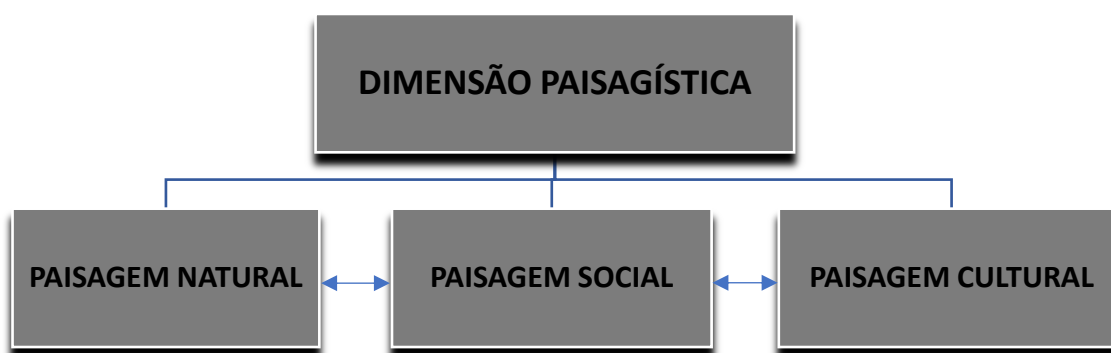 DIMENSÃO PAISAGÍSTICA
PAISAGEM NATURAL
PAISAGEM SOCIAL
PAISAGEM CULTURAL